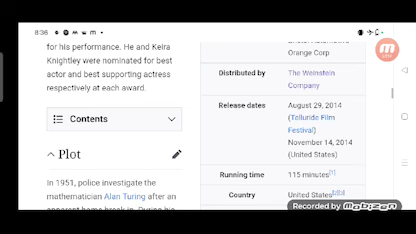 8:36
for his performance. He and Keira
Knightley were nominated for best
actor and best supporting actress
respectively at each award.
Contents
Plot
In 1951, police investigate the
mathematician Alan Turing after an
Orange Corp
Distributed by
The Weinstein
Company
Release dates
August 29, 2014
(Telluride Film
Festival)
November 14, 2014
(United States)
Running time
115 minutes[1]
Country
United States
Recorded by mobizen